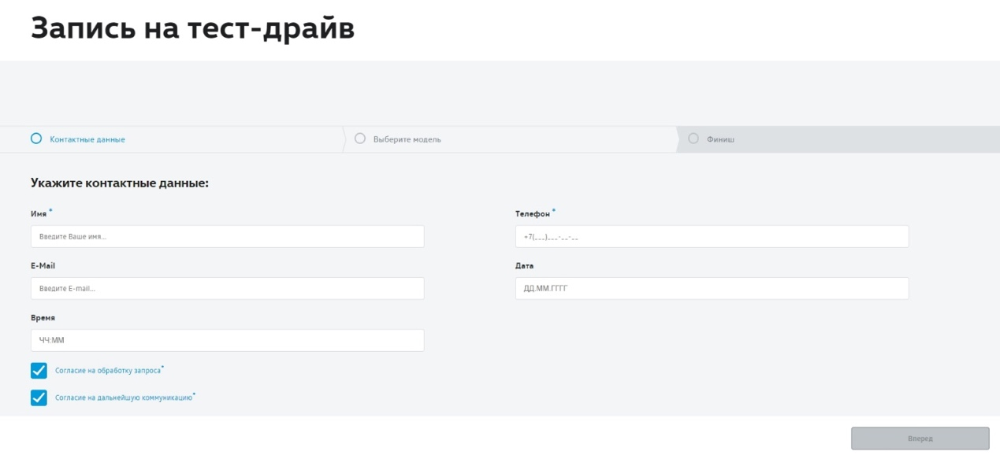 Запись на тест-драйв
Контактные данные
Выберите модель
Финиш
Укажите контактные данные:
Имя *
Телефон *
Введите Ваше имя...
+7(___)___-__-__
E-Mail
Дата
Введите E-mail...
ДД.ММ.ГГГГ
Время
ЧЧ:ММ
Согласие на обработку запроса*
Согласие на дальнейшую коммуникацию*
Вперед